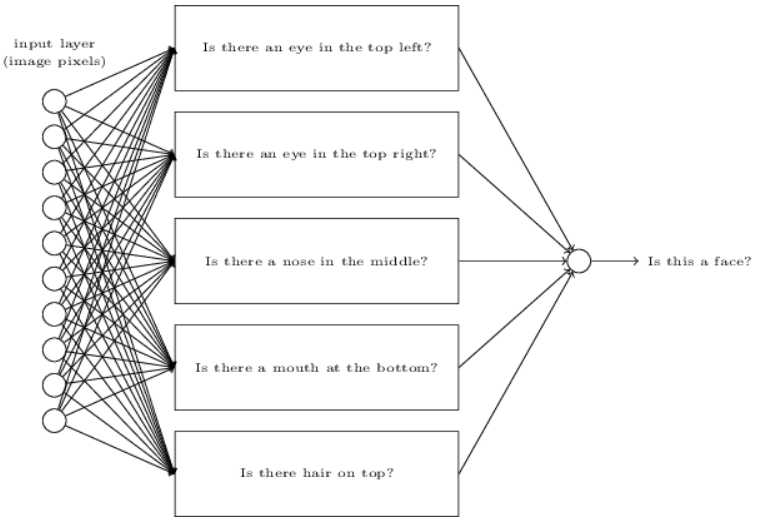 input layer
(image pixels)
Is there an eye in the top left?
Is there an eye in the top right?
Is there a nose in the middle?
Is there a mouth at the bottom?
Is there hair on top?
Is this a face?